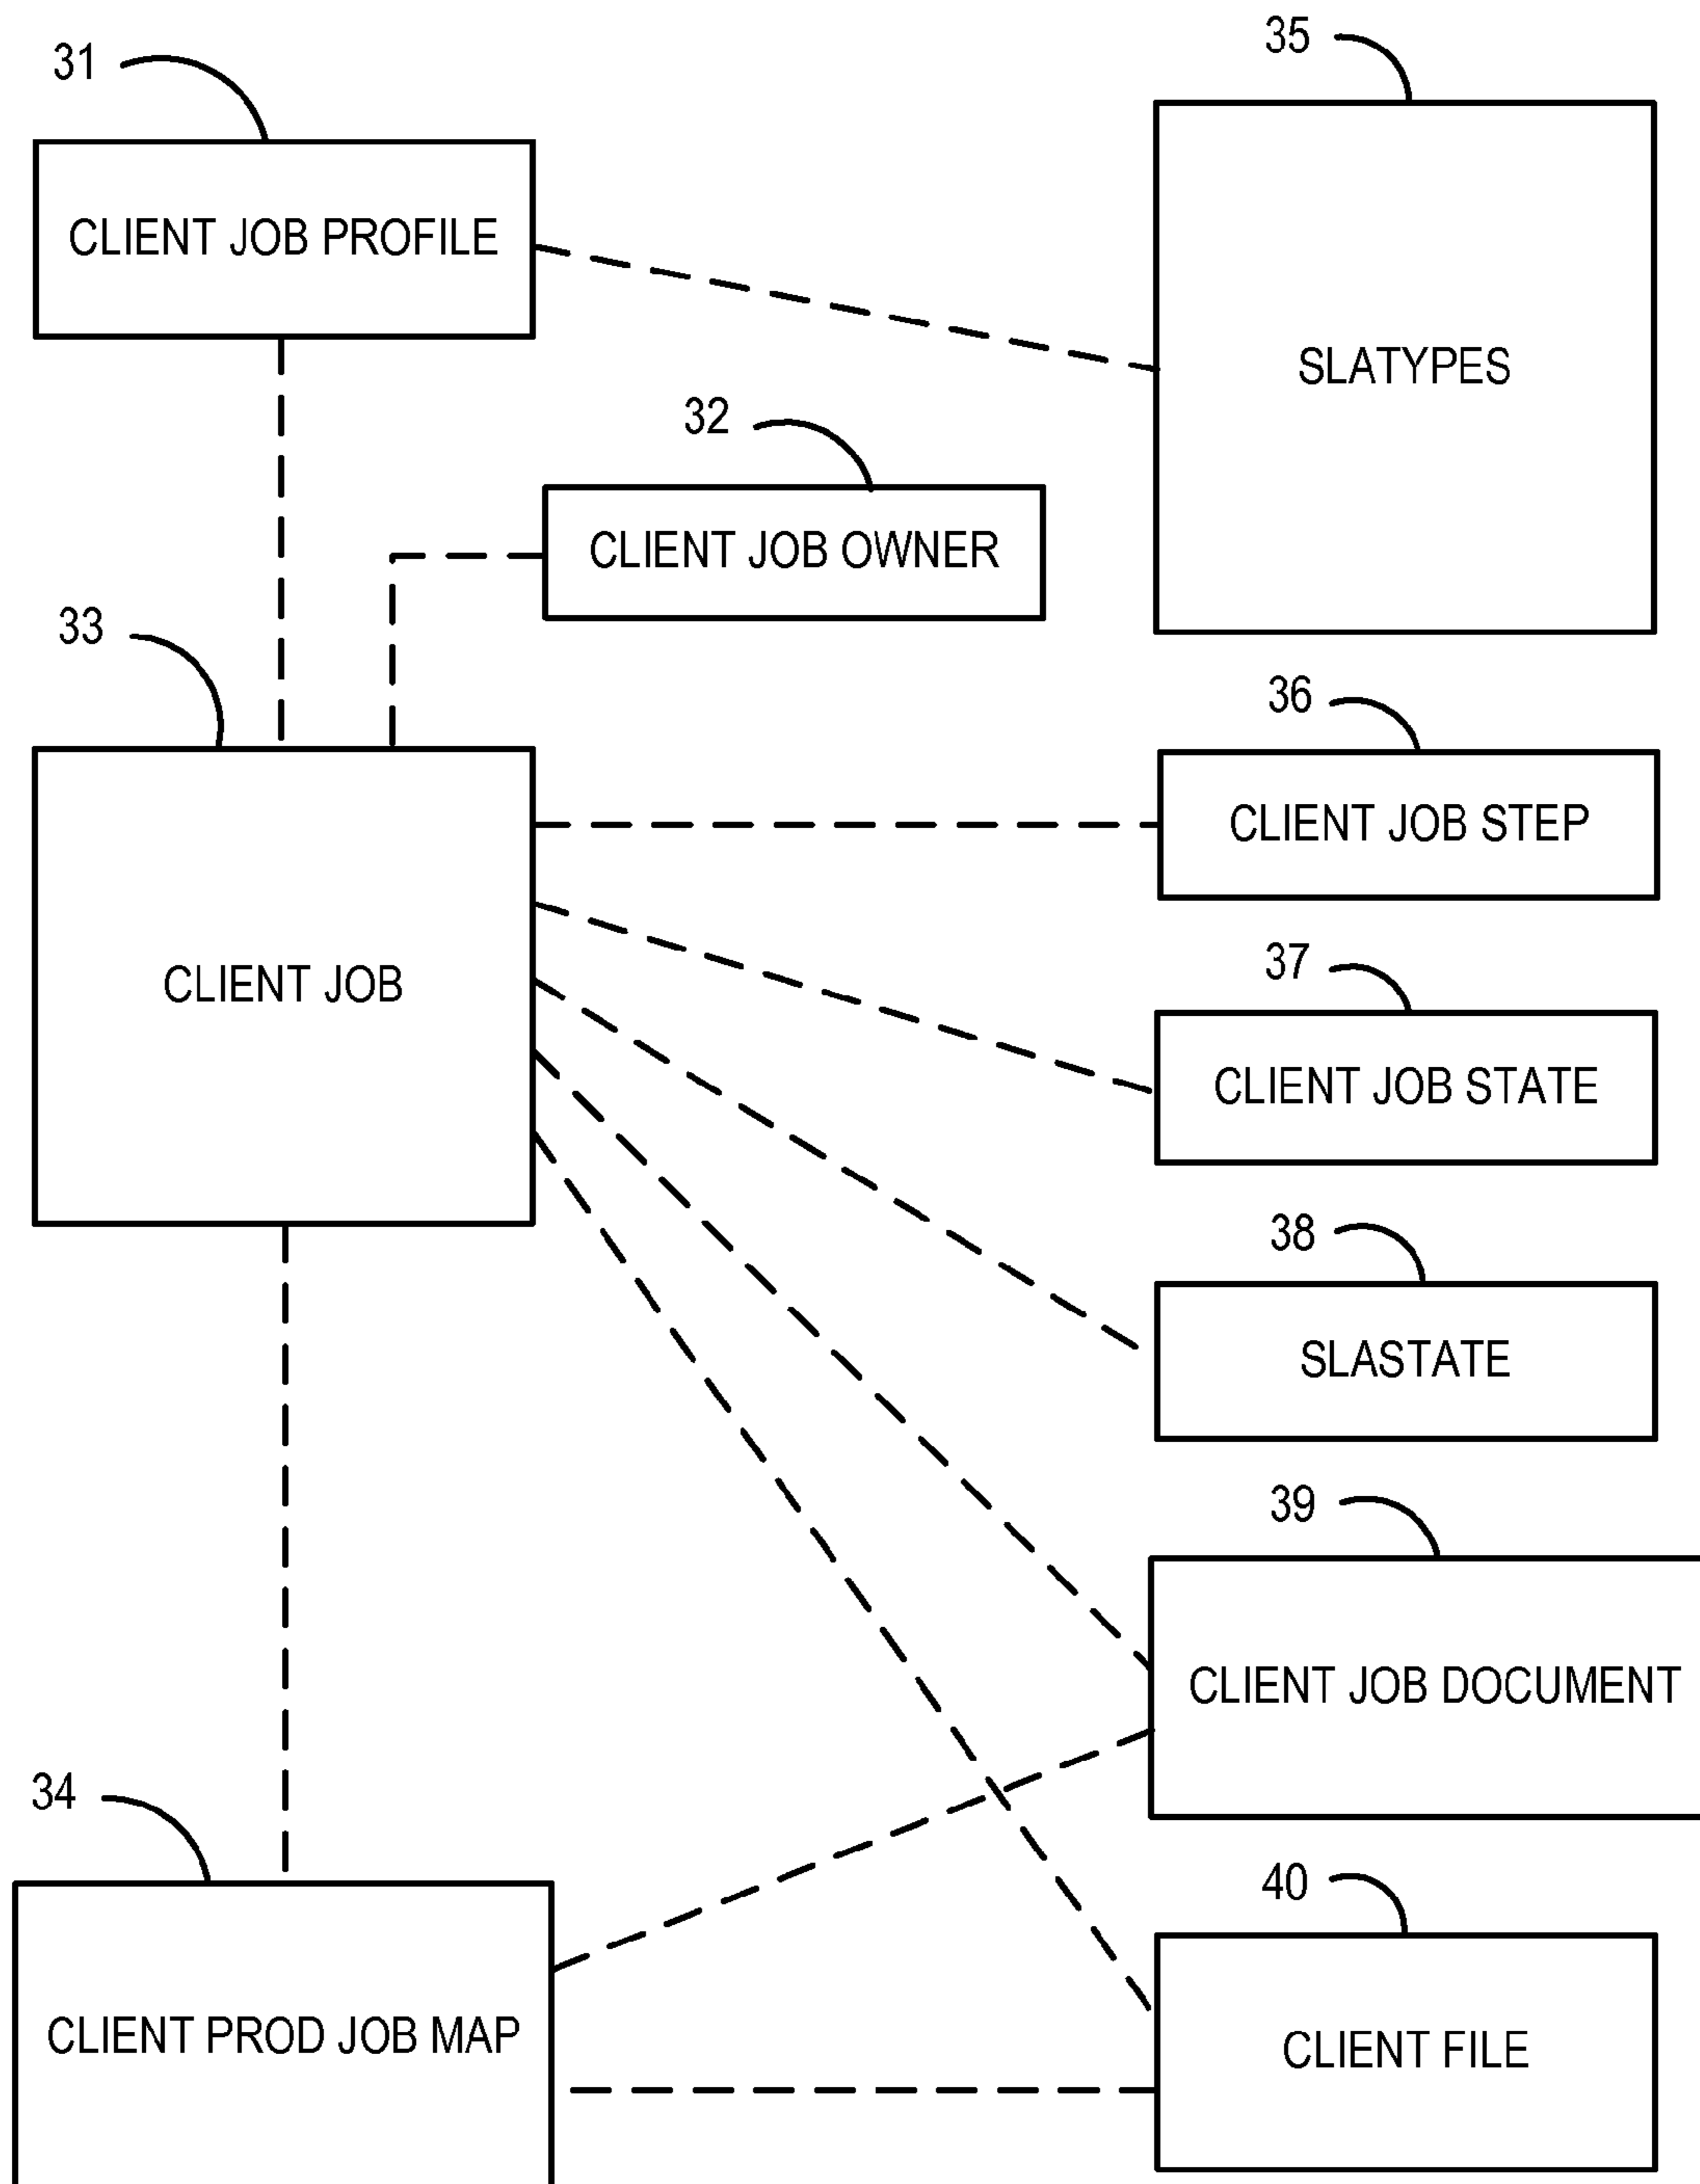 31
35
CLIENT JOB PROFILE
SLATYPES
32
CLIENT JOB OWNER
33
36
CLIENT JOB STEP
CLIENT JOB
37
CLIENT JOB STATE
38
SLASTATE
39
CLIENT JOB DOCUMENT
34
40
CLIENT PROD JOB MAP
CLIENT FILE